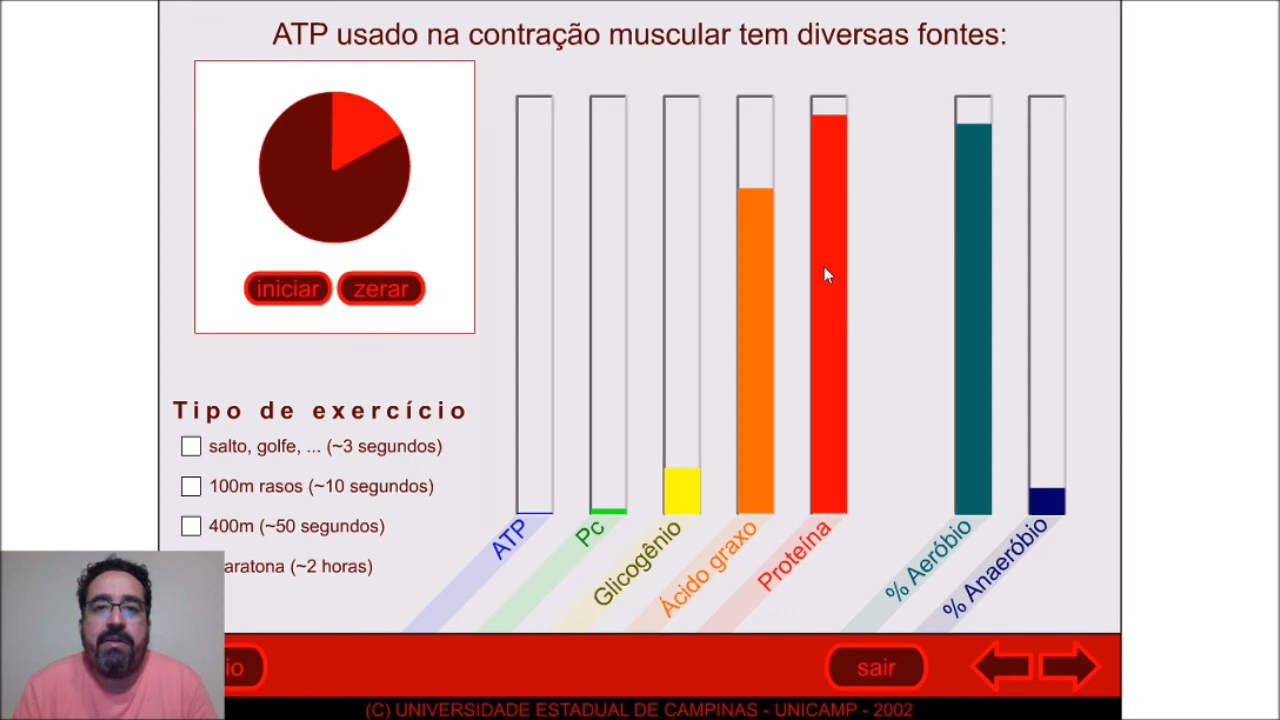 ATP usado na contração muscular tem diversas fontes:
iniciar
zerar
Tipo de exercício
salto, golfe, ... (~3 segundos)
100m rasos (~10 segundos)
400m (~50 segundos)
aratona (~2 horas)
ATP
Pc
Glicogênio
Ácido graxo
Proteína
% Aeróbio
% Anaeróbio
io
sair
(C) UNIVERSIDADE ESTADUAL DE CAMPINAS - UNICAMP - 2002